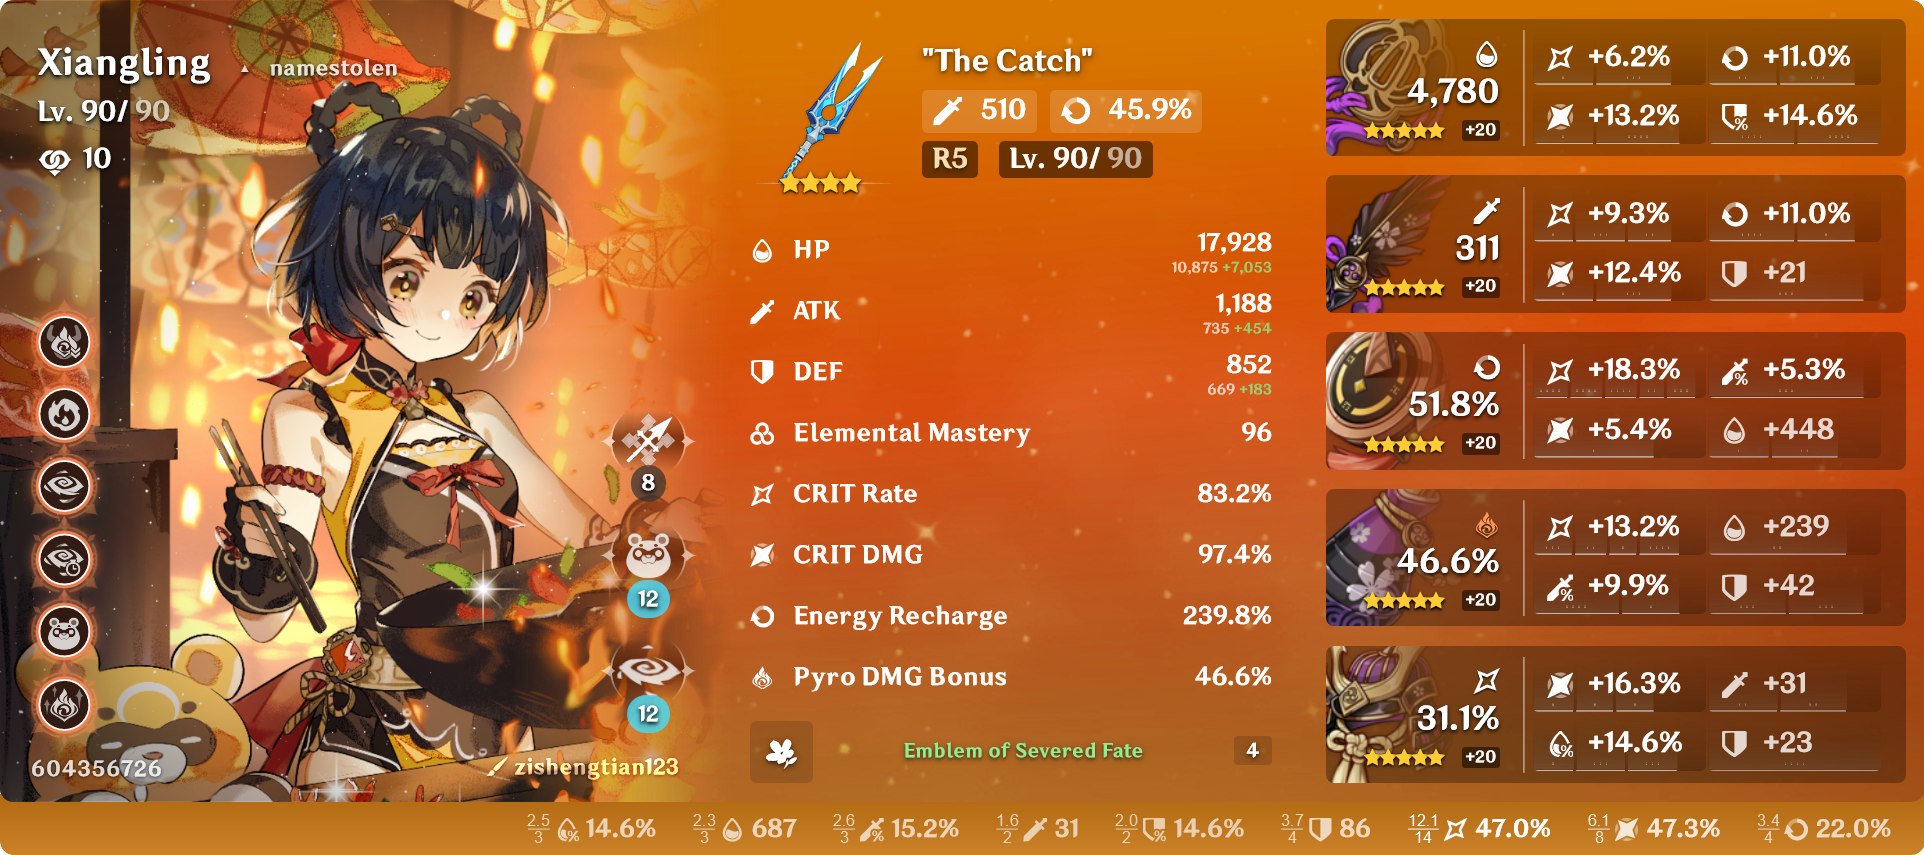 Xiangling namestolen
Lv. 90/ 90
10
8
12
12
604356726
zishengtian123
"The Catch"
510 45.9%
R5 Lv. 90/ 90
HP 17,928
10,875 +7,053
ATK 1,188
735 +454
DEF 852
669 +183
Elemental Mastery 96
CRIT Rate 83.2%
CRIT DMG 97.4%
Energy Recharge 239.8%
Pyro DMG Bonus 46.6%
Emblem of Severed Fate 4
4,780
+20
+6.2% +11.0%
+13.2% +14.6%
311
+20
+9.3% +11.0%
+12.4% +21
51.8%
+20
+18.3% +5.3%
+5.4% +448
46.6%
+20
+13.2% +239
+9.9% +42
31.1%
+20
+16.3% +31
+14.6% +23
2.5/3 14.6% 2.3/3 687 2.6/3 15.2% 1.6/2 31 2.0/2 14.6% 3.7/4 86 12.1/14 47.0% 6.1/8 47.3% 3.4/4 22.0%